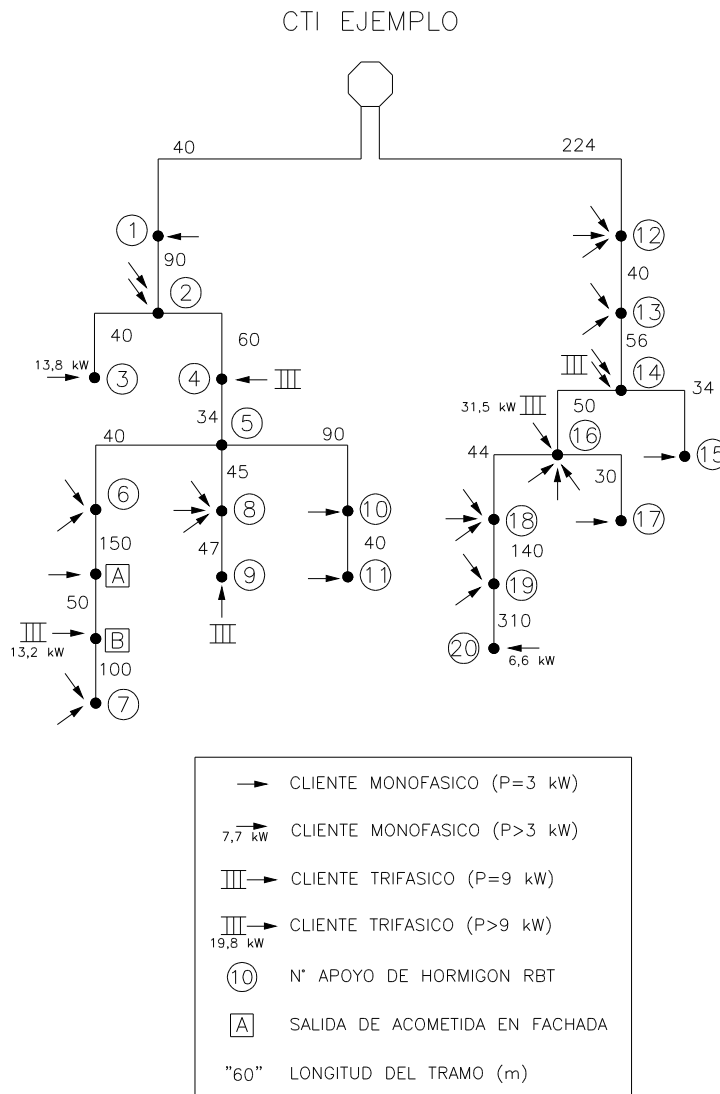 CTI EJEMPLO
40
224
1
12
90
40
2
13
40
60
56
13,8 kW
3
4
III
III
14
34
34
5
31,5 kW III
50
40
90
44
16
15
45
30
6
8
10
18
17
150
47
40
140
A
9
11
19
50
III
13,2 kW
B
III
310
100
20
6,6 kW
7
CLIENTE MONOFASICO (P=3 kW)
7,7 kW
CLIENTE MONOFASICO (P>3 kW)
III CLIENTE TRIFASICO (P=9 kW)
III CLIENTE TRIFASICO (P>9 kW)
19,8 kW
10 N° APOYO DE HORMIGON RBT
A SALIDA DE ACOMETIDA EN FACHADA
"60" LONGITUD DEL TRAMO (m)